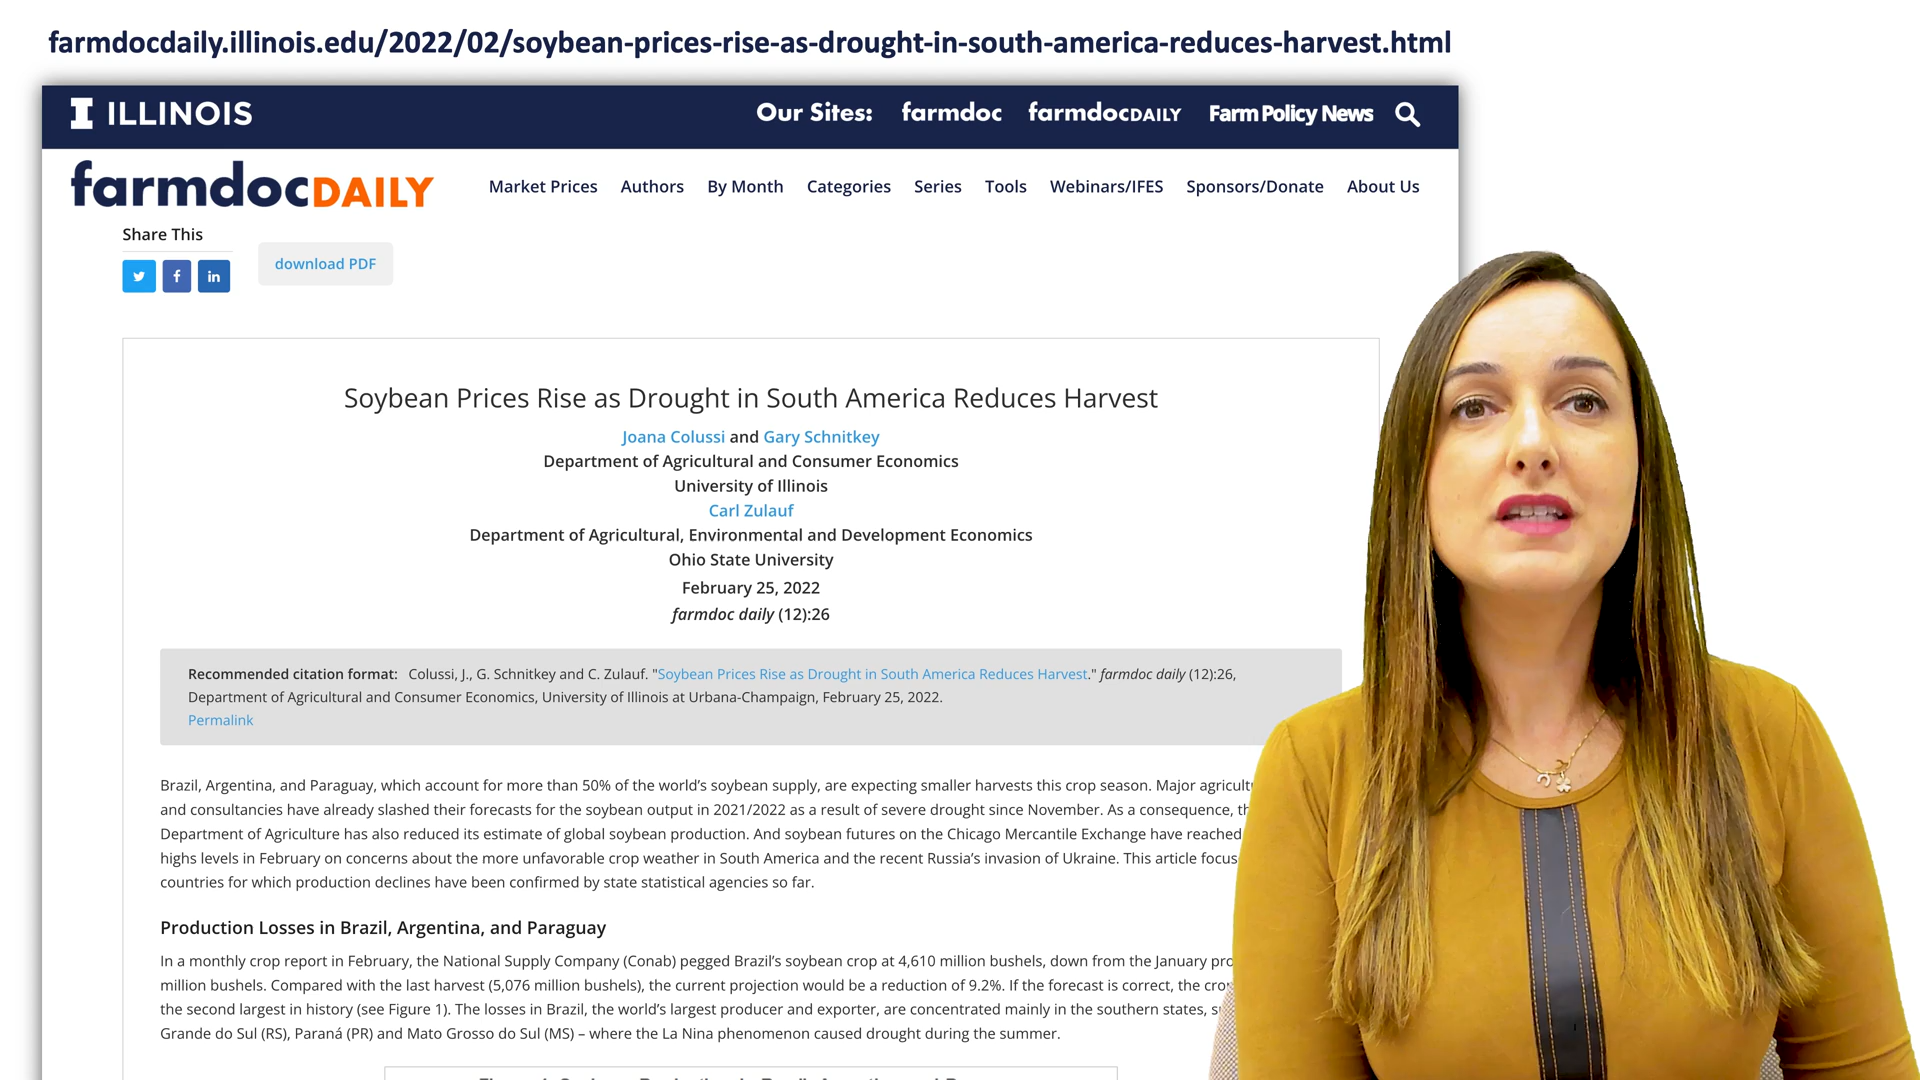 farmdocdaily.illinois.edu/2022/02/soybean-prices-rise-as-drought-in-south-america-reduces-harvest.html
ILLINOIS
Our Sites: farmdoc farmdocDAILY Farm Policy News
farmdocDAILY
Market Prices Authors By Month Categories Series Tools Webinars/IFES Sponsors/Donate About Us
Share This
download PDF
Soybean Prices Rise as Drought in South America Reduces Harvest
Joana Colussi and Gary Schnitkey
Department of Agricultural and Consumer Economics
University of Illinois
Carl Zulauf
Department of Agricultural, Environmental and Development Economics
Ohio State University
February 25, 2022
farmdoc daily (12):26
Recommended citation format: Colussi, J., G. Schnitkey and C. Zulauf. "Soybean Prices Rise as Drought in South America Reduces Harvest." farmdoc daily (12):26,
Department of Agricultural and Consumer Economics, University of Illinois at Urbana-Champaign, February 25, 2022.
Permalink
Brazil, Argentina, and Paraguay, which account for more than 50% of the world's soybean supply, are expecting smaller harvests this crop season. Major
and consultancies have already slashed their forecasts for the soybean output in 2021/2022 as a result of severe drought since November. As a consequence,
Department of Agriculture has also reduced its estimate of global soybean production. And soybean futures on the Chicago Mercantile Exchange have reached
highs levels in February on concerns about the more unfavorable crop weather in South America and the recent Russia's invasion of Ukraine. This article
countries for which production declines have been confirmed by state statistical agencies so far.
Production Losses in Brazil, Argentina, and Paraguay
In a monthly crop report in February, the National Supply Company (Conab) pegged Brazil's soybean crop at 4,610 million bushels, down from the January
million bushels. Compared with the last harvest (5,076 million bushels), the current projection would be a reduction of 9.2%. If the forecast is correct, the
the second largest in history (see Figure 1). The losses in Brazil, the world's largest producer and exporter, are concentrated mainly in the southern states,
Grande do Sul (RS), Paraná (PR) and Mato Grosso do Sul (MS) – where the La Nina phenomenon caused drought during the summer.